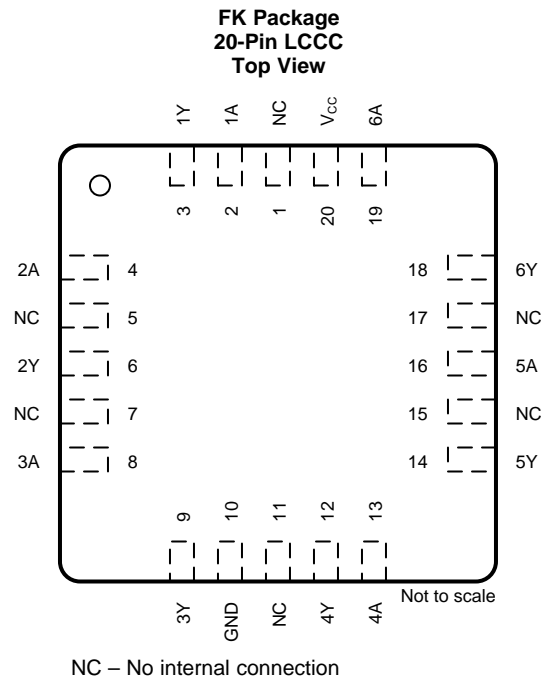 FK Package
20-Pin LCCC
Top View
1Y 1A NC VCC 6A
3 2 1 20 19
2A 4 18 6Y
NC 5 17 NC
2Y 6 16 5A
NC 7 15 NC
3A 8 14 5Y
9 10 11 12 13
3Y GND NC 4Y 4A
Not to scale
NC – No internal connection